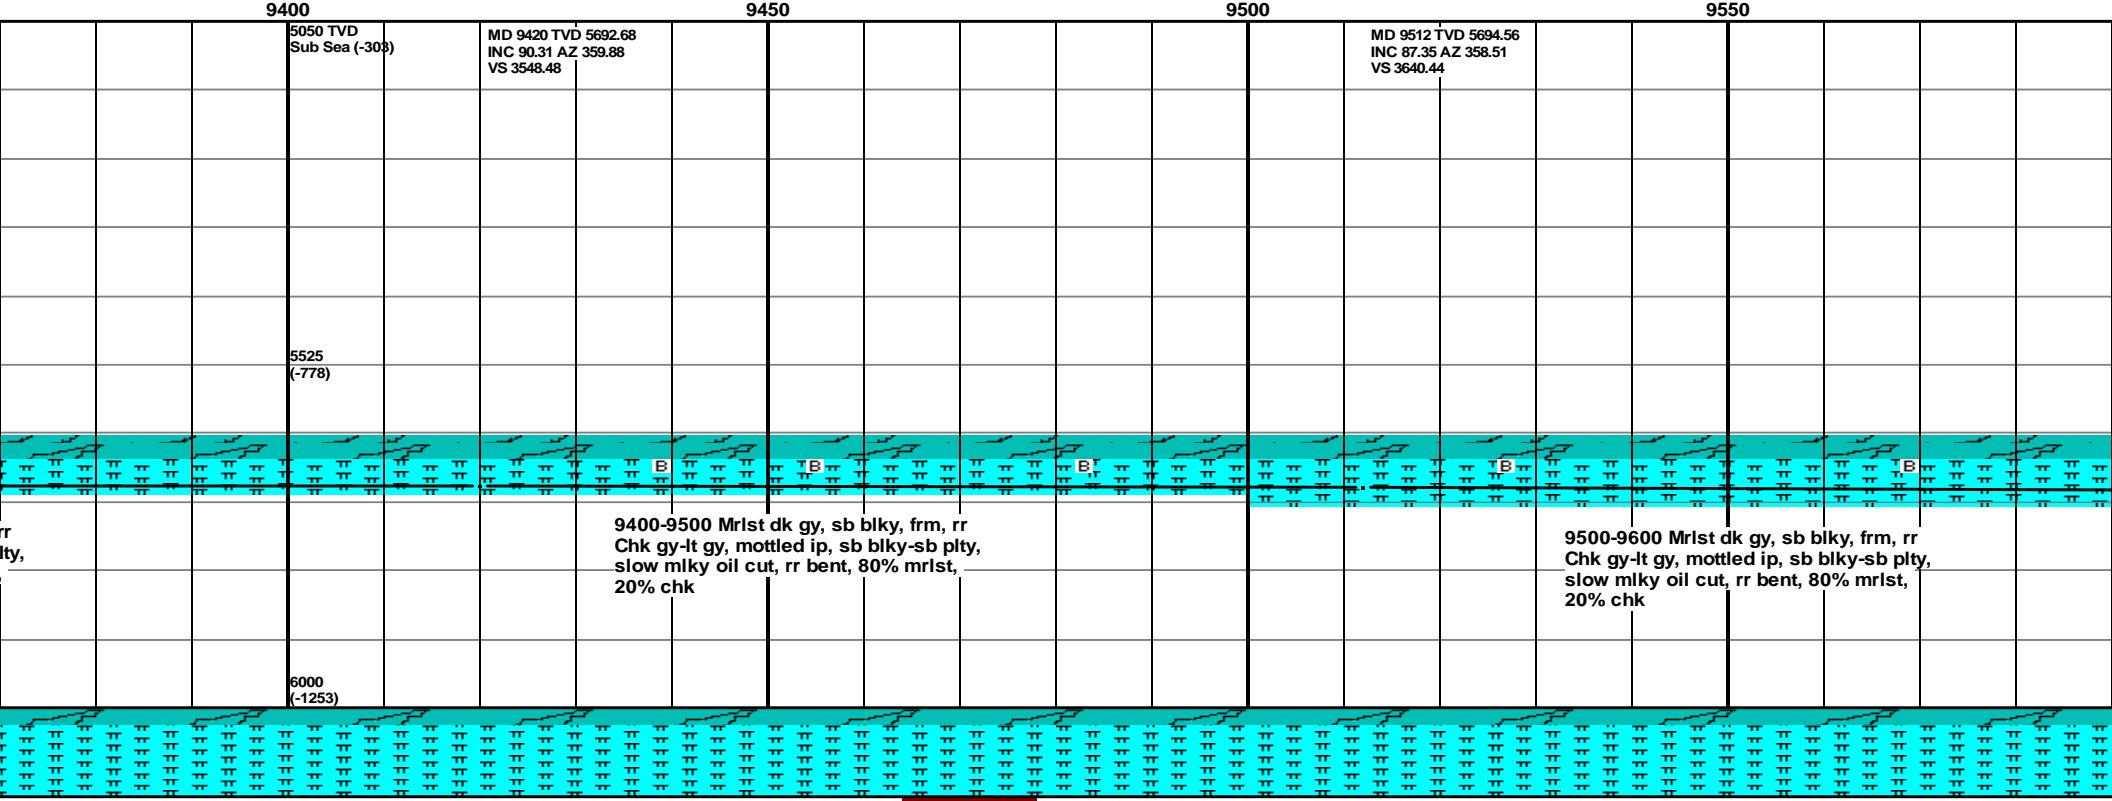 9400 9450 9500 9550
5050 TVD
Sub Sea (-303)
MD 9420 TVD 5692.68
INC 90.31 AZ 359.88
VS 3548.48
MD 9512 TVD 5694.56
INC 87.35 AZ 358.51
VS 3640.44
5525
(-778)
B B B B B
rr
lty,
9400-9500 Mrlst dk gy, sb blky, frm, rr
Chk gy-lt gy, mottled ip, sb blky-sb plty,
slow mlky oil cut, rr bent, 80% mrlst,
20% chk
9500-9600 Mrlst dk gy, sb blky, frm, rr
Chk gy-lt gy, mottled ip, sb blky-sb plty,
slow mlky oil cut, rr bent, 80% mrlst,
20% chk
6000
(-1253)